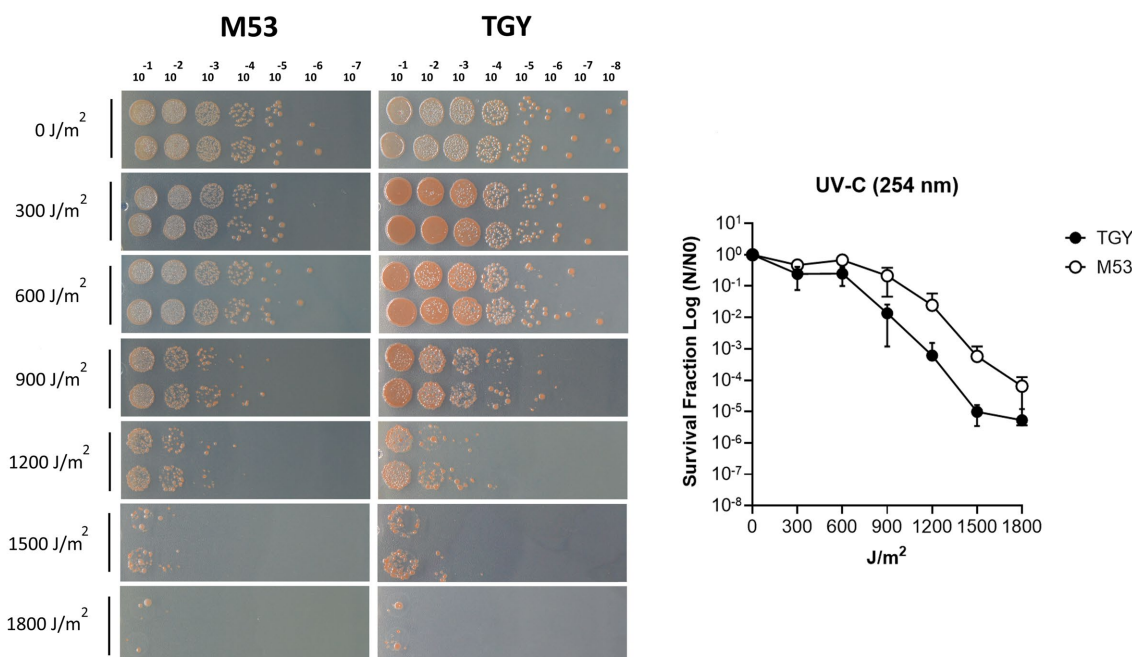 M53 TGY
10⁻¹ 10⁻² 10⁻³ 10⁻⁴ 10⁻⁵ 10⁻⁶ 10⁻⁷ 10⁻¹ 10⁻² 10⁻³ 10⁻⁴ 10⁻⁵ 10⁻⁶ 10⁻⁷ 10⁻⁸
0 J/m²
300 J/m²
600 J/m²
900 J/m²
1200 J/m²
1500 J/m²
1800 J/m²
UV-C (254 nm)
Survival Fraction Log (N/N0)
10¹
10⁰
10⁻¹
10⁻²
10⁻³
10⁻⁴
10⁻⁵
10⁻⁶
10⁻⁷
10⁻⁸
0 300 600 900 1200 1500 1800
J/m²
TGY
M53